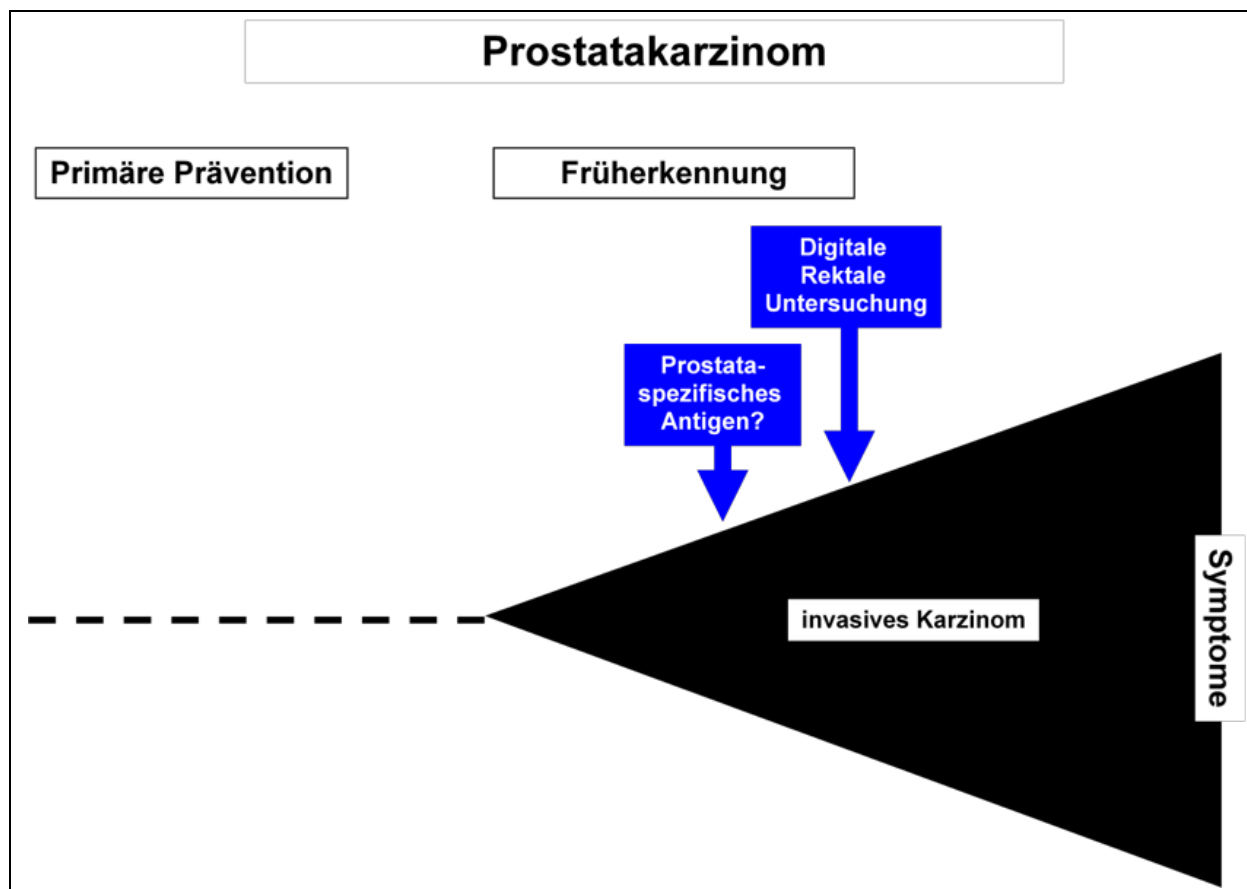 Prostatakarzinom
Primäre Prävention
Früherkennung
Digitale
Rektale
Untersuchung
Prostata-
spezifisches
Antigen?
invasives Karzinom
Symptome